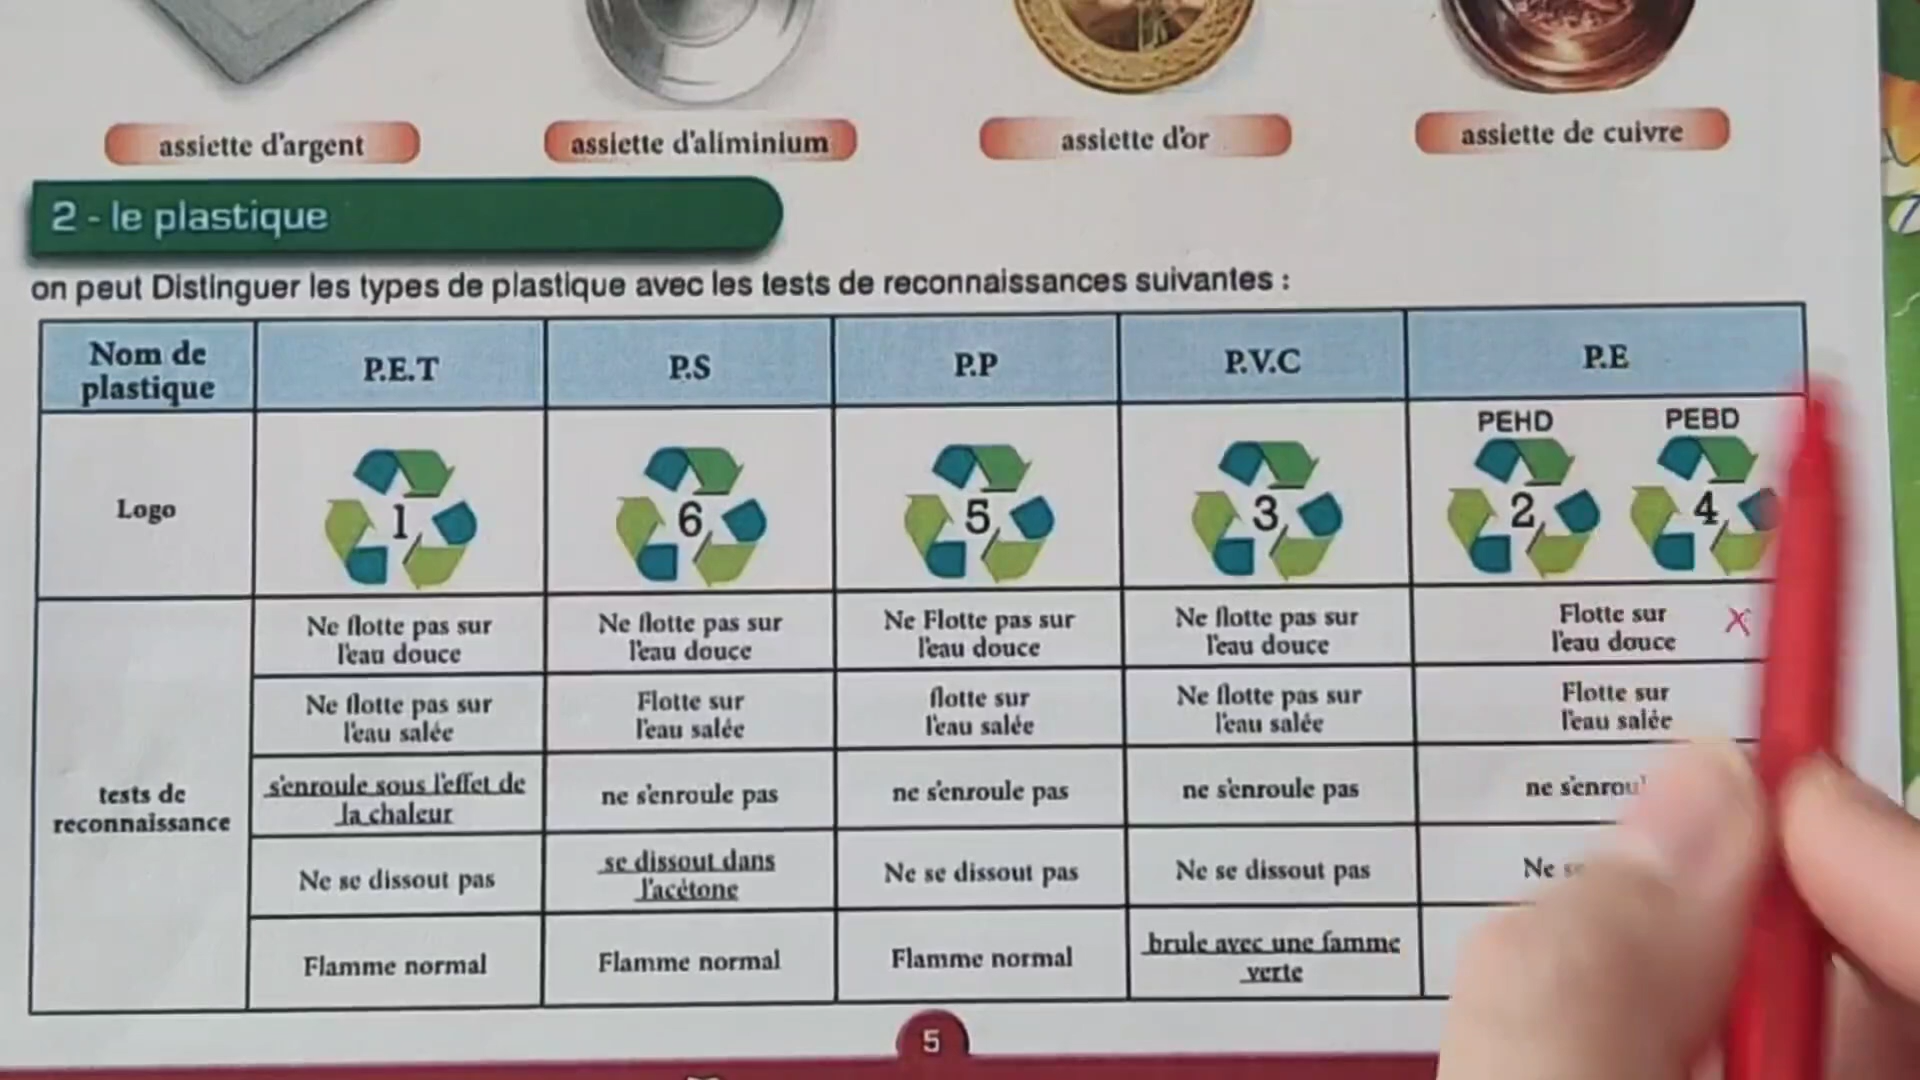 assiette d'argent
assiette d'aliminium
assiette d'or
assiette de cuivre
2 - le plastique
on peut Distinguer les types de plastique avec les tests de reconnaissances suivantes :
Nom de
plastique
P.E.T
P.S
P.P
P.V.C
P.E
Logo
1
6
5
3
PEHD
2
PEBD
4
tests de
reconnaissance
Ne flotte pas sur
l'eau douce
Ne flotte pas sur
l'eau douce
Ne Flotte pas sur
l'eau douce
Ne flotte pas sur
l'eau douce
Flotte sur
l'eau douce
X
Ne flotte pas sur
l'eau salée
Flotte sur
l'eau salée
flotte sur
l'eau salée
Ne flotte pas sur
l'eau salée
Flotte sur
l'eau salée
s'enroule sous l'effet de
la chaleur
ne s'enroule pas
ne s'enroule pas
ne s'enroule pas
ne
Ne se dissout pas
se dissout dans
l'acètone
Ne se dissout pas
Ne se dissout pas
Ne
Flamme normal
Flamme normal
Flamme normal
brule avec une famme
verte
5